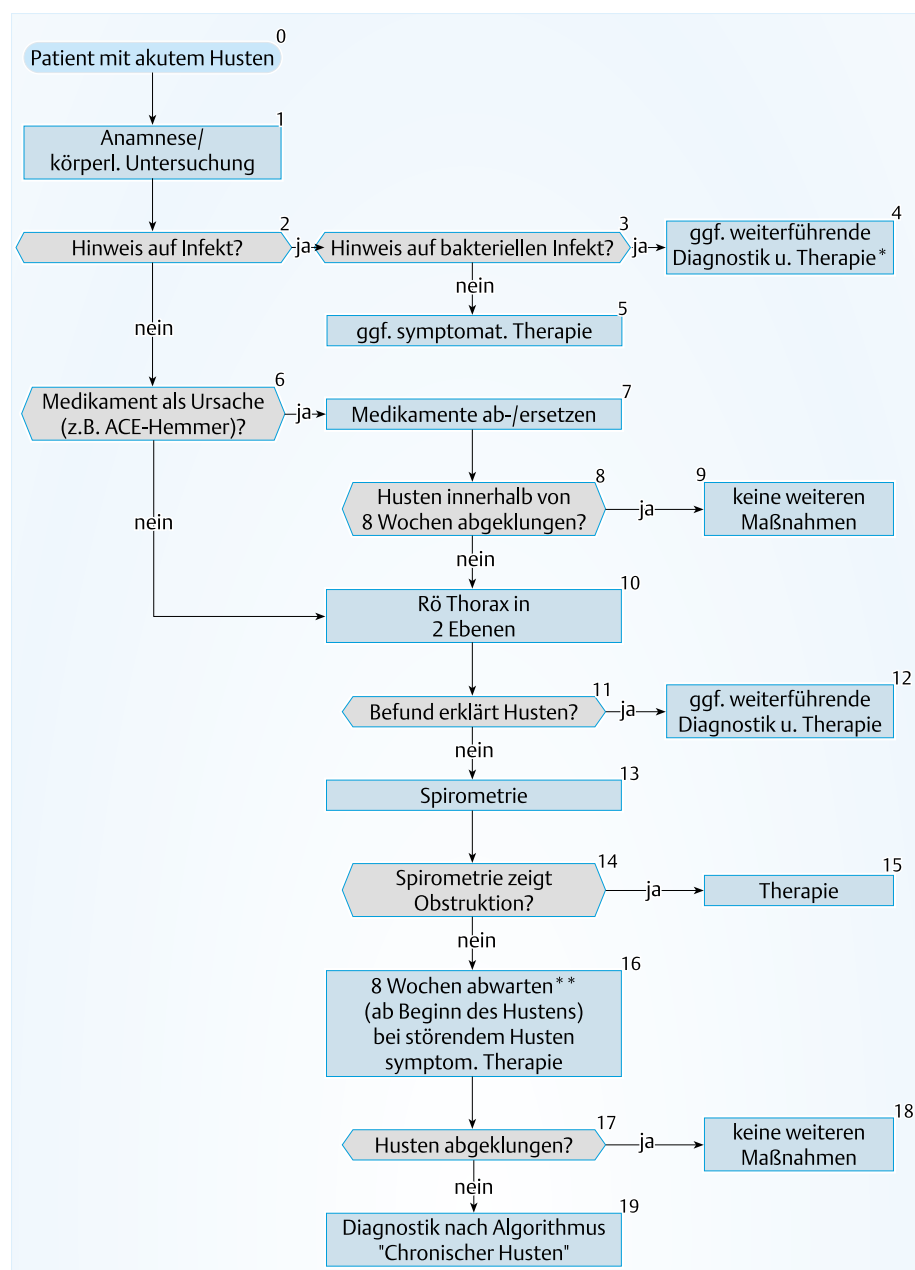 0
Patient mit akutem Husten
1
Anamnese/
körperl. Untersuchung
2
Hinweis auf Infekt?
ja
3
Hinweis auf bakteriellen Infekt?
ja
4
ggf. weiterführende
Diagnostik u. Therapie*
nein
5
ggf. symptomat. Therapie
nein
6
Medikament als Ursache
(z.B. ACE-Hemmer)?
ja
7
Medikamente ab-/ersetzen
8
Husten innerhalb von
8 Wochen abgeklungen?
ja
9
keine weiteren
Maßnahmen
nein
nein
10
Rö Thorax in
2 Ebenen
11
Befund erklärt Husten?
ja
12
ggf. weiterführende
Diagnostik u. Therapie
nein
13
Spirometrie
14
Spirometrie zeigt
Obstruktion?
ja
15
Therapie
nein
16
8 Wochen abwarten**
(ab Beginn des Hustens)
bei störendem Husten
symptom. Therapie
17
Husten abgeklungen?
ja
18
keine weiteren
Maßnahmen
nein
19
Diagnostik nach Algorithmus
"Chronischer Husten"